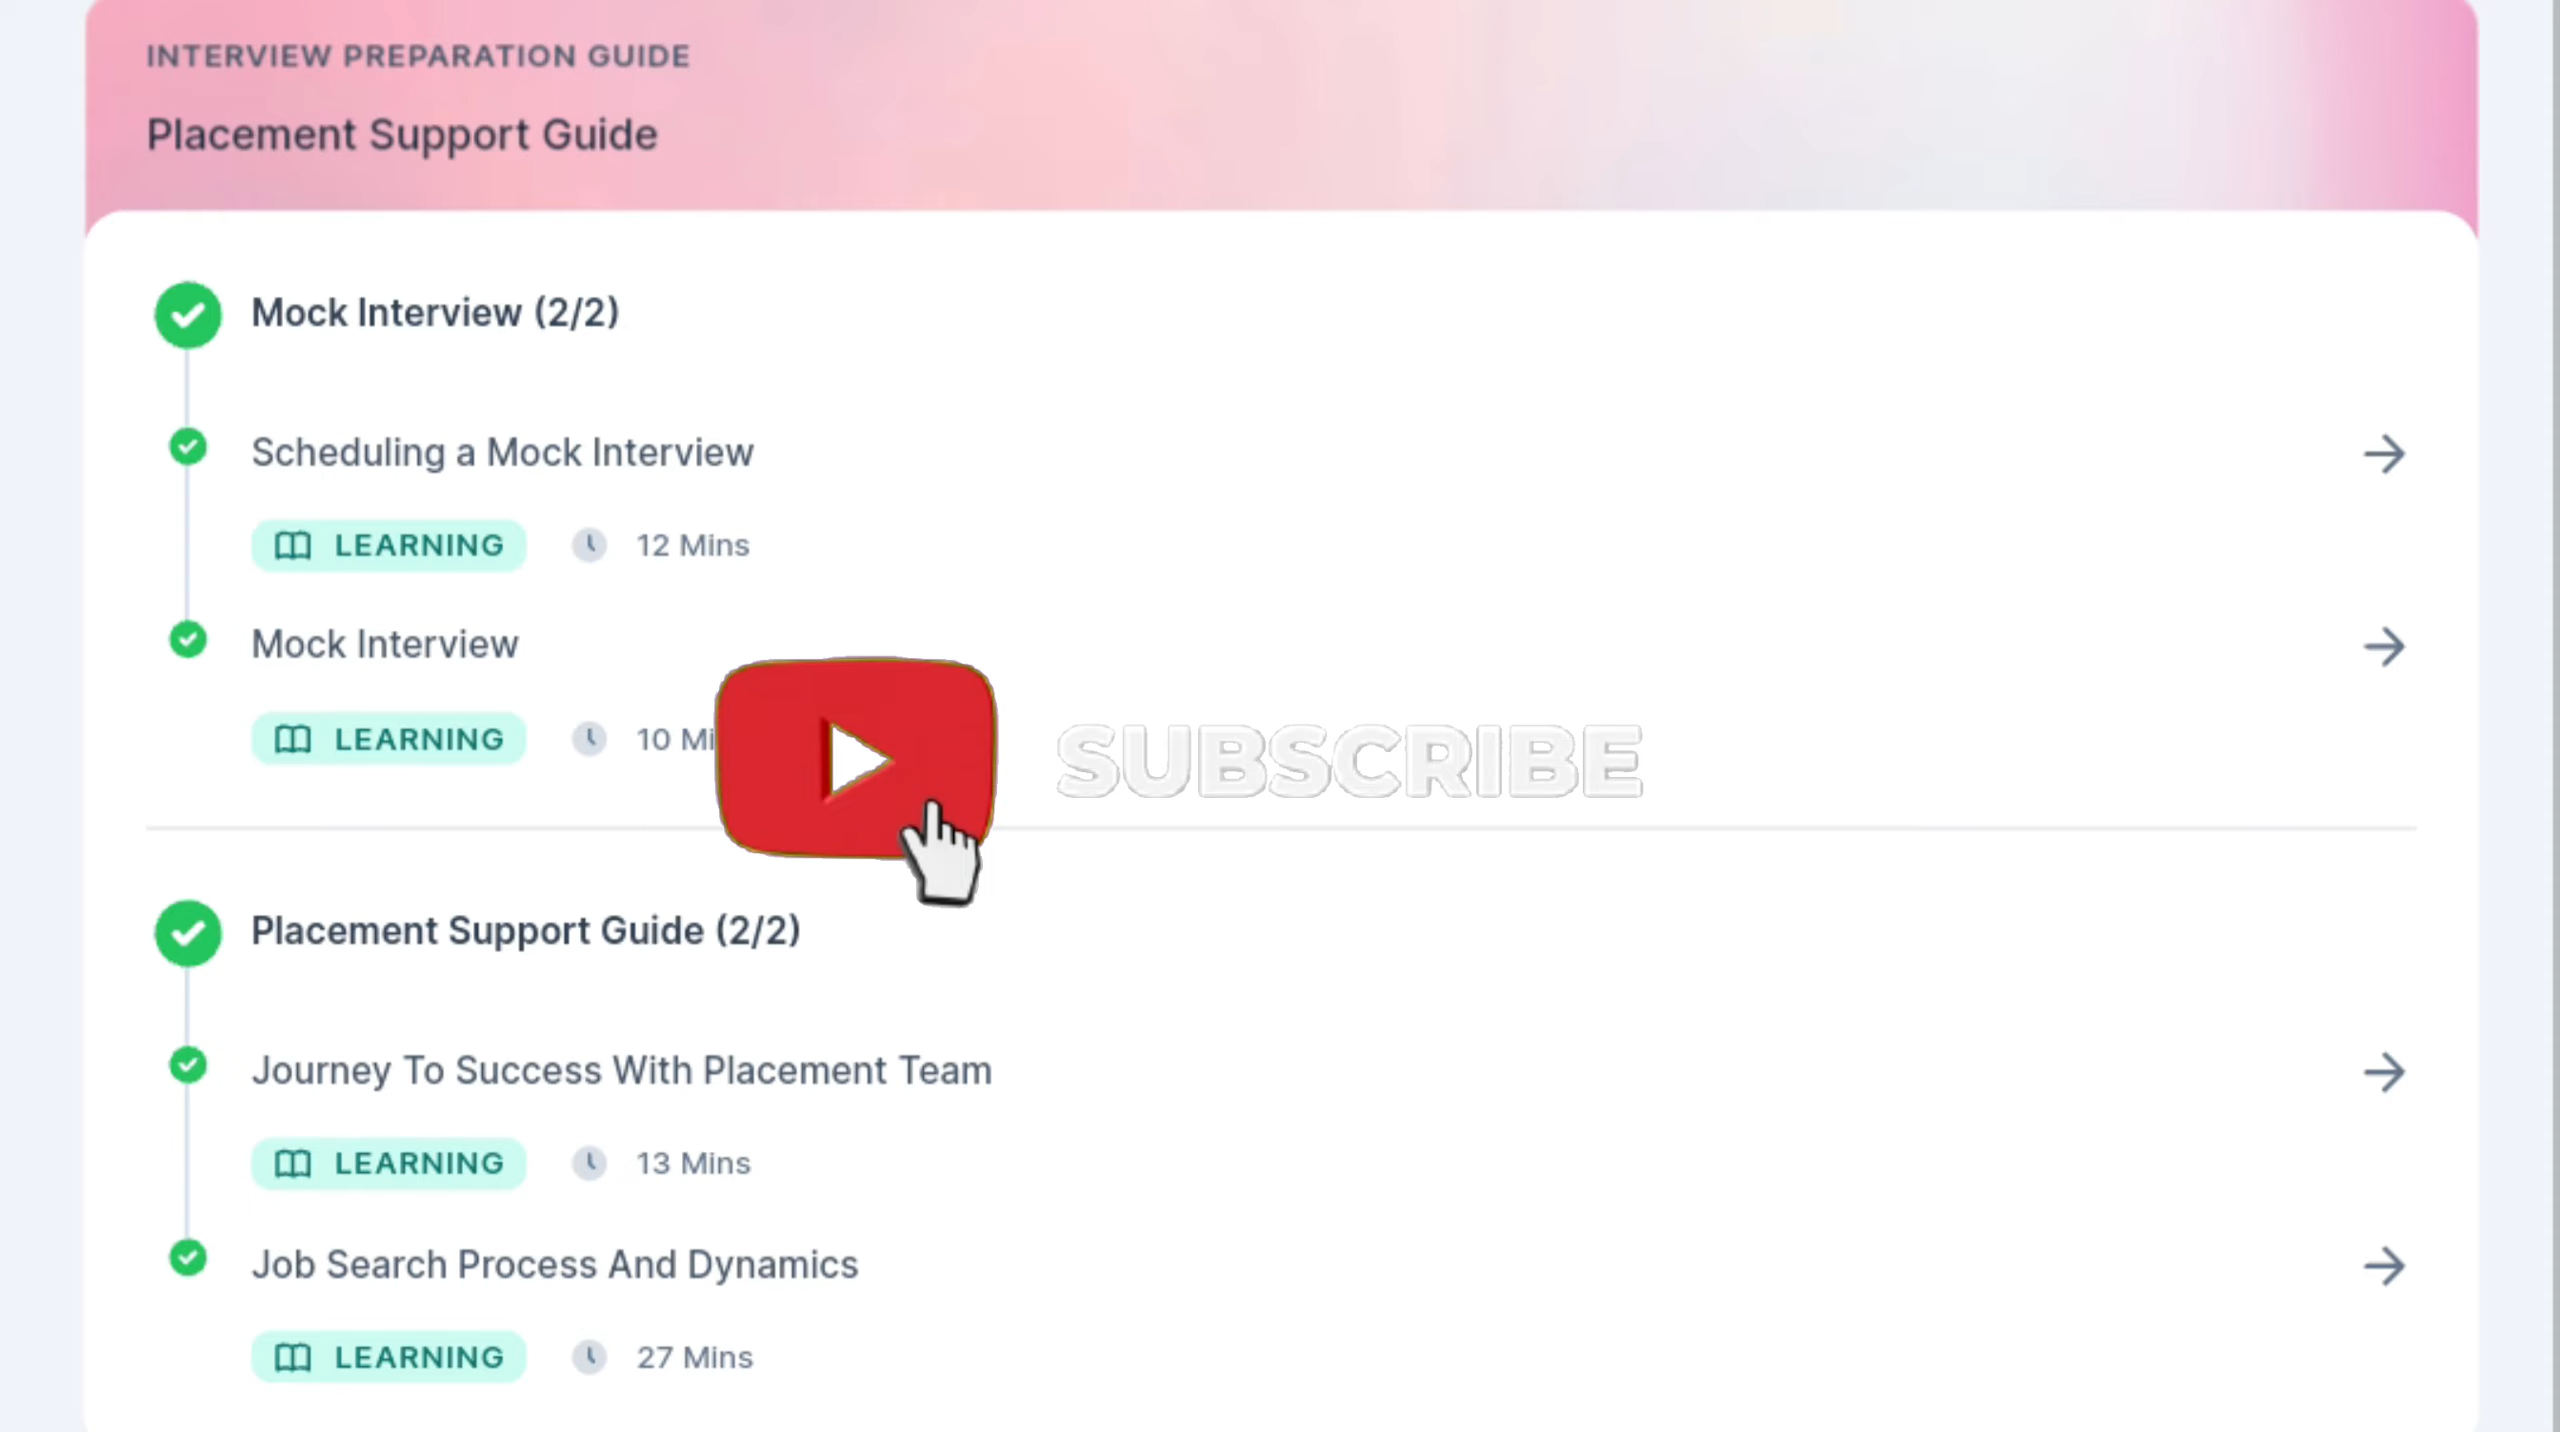 INTERVIEW PREPARATION GUIDE
Placement Support Guide
Mock Interview (2/2)
Scheduling a Mock Interview
LEARNING 12 Mins
Mock Interview
LEARNING 10 Mi
SUBSCRIBE
Placement Support Guide (2/2)
Journey To Success With Placement Team
LEARNING 13 Mins
Job Search Process And Dynamics
LEARNING 27 Mins